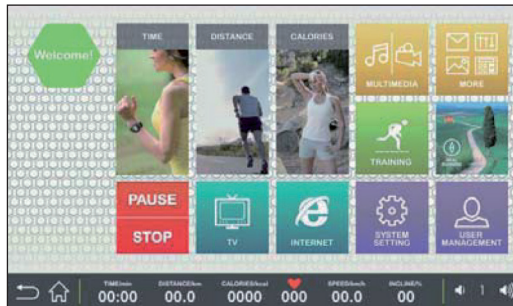 Welcome!
TIME
DISTANCE
CALORIES
MULTIMEDIA
MORE
TRAINING
PAUSE
STOP
TV
INTERNET
SYSTEM
SETTING
USER
MANAGEMENT
TIME/min
DISTANCE/km
CALORIES/kcal
SPEED/km/h
INCLINE/%
00:00
00.0
0000
000
00.0
00
1